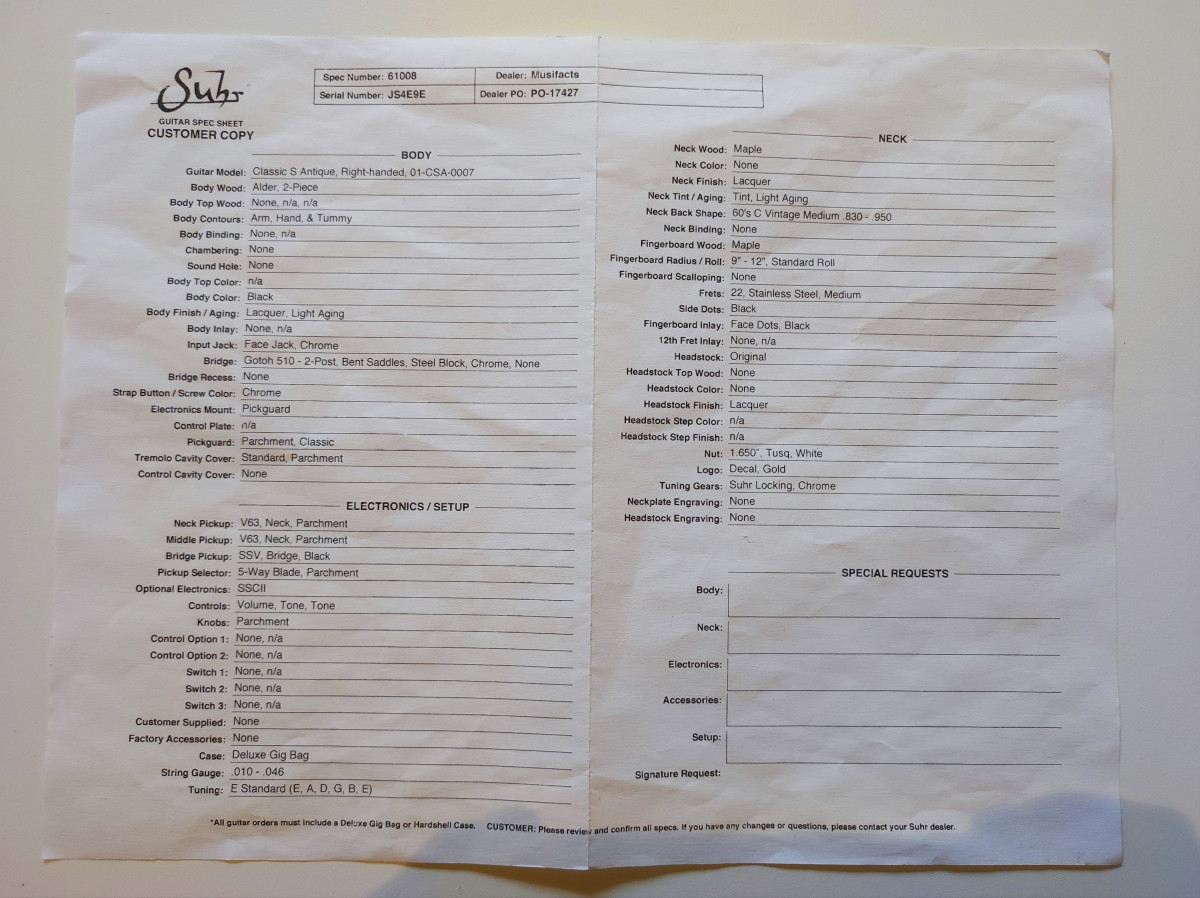 Suhr
GUITAR SPEC SHEET
CUSTOMER COPY
Spec Number: 61008
Dealer: Musifacts
Serial Number: JS4E9E
Dealer PO: PO-17427
BODY
Guitar Model: Classic S Antique, Right-handed, 01-CSA-0007
Body Wood: Alder, 2-Piece
Body Top Wood: None, n/a, n/a
Body Contours: Arm, Hand, & Tummy
Body Binding: None, n/a
Chambering: None
Sound Hole: None
Body Top Color: n/a
Body Color: Black
Body Finish / Aging: Lacquer, Light Aging
Body Inlay: None, n/a
Input Jack: Face Jack, Chrome
Bridge: Gotoh 510 - 2-Post, Bent Saddles, Steel Block, Chrome, None
Bridge Recess: None
Strap Button / Screw Color: Chrome
Electronics Mount: Pickguard
Control Plate: n/a
Pickguard: Parchment, Classic
Tremolo Cavity Cover: Standard, Parchment
Control Cavity Cover: None
ELECTRONICS / SETUP
Neck Pickup: V63, Neck, Parchment
Middle Pickup: V63, Neck, Parchment
Bridge Pickup: SSV, Bridge, Black
Pickup Selector: 5-Way Blade, Parchment
Optional Electronics: SSCII
Controls: Volume, Tone, Tone
Knobs: Parchment
Control Option 1: None, n/a
Control Option 2: None, n/a
Switch 1: None, n/a
Switch 2: None, n/a
Switch 3: None, n/a
Customer Supplied: None
Factory Accessories: None
Case: Deluxe Gig Bag
String Gauge: .010 - .046
Tuning: E Standard (E, A, D, G, B, E)
NECK
Neck Wood: Maple
Neck Color: None
Neck Finish: Lacquer
Neck Tint / Aging: Tint, Light Aging
Neck Back Shape: 60's C Vintage Medium .830 - .950
Neck Binding: None
Fingerboard Wood: Maple
Fingerboard Radius / Roll: 9" - 12", Standard Roll
Fingerboard Scalloping: None
Frets: 22, Stainless Steel, Medium
Side Dots: Black
Fingerboard Inlay: Face Dots, Black
12th Fret Inlay: None, n/a
Headstock: Original
Headstock Top Wood: None
Headstock Color: None
Headstock Finish: Lacquer
Headstock Step Color: n/a
Headstock Step Finish: n/a
Nut: 1.650", Tusq, White
Logo: Decal, Gold
Tuning Gears: Suhr Locking, Chrome
Neckplate Engraving: None
Headstock Engraving: None
SPECIAL REQUESTS
Body:
Neck:
Electronics:
Accessories:
Setup:
Signature Request:
*All guitar orders must include a Deluxe Gig Bag or Hardshell Case. CUSTOMER: Please review and confirm all specs. If you have any changes or questions, please contact your Suhr dealer.